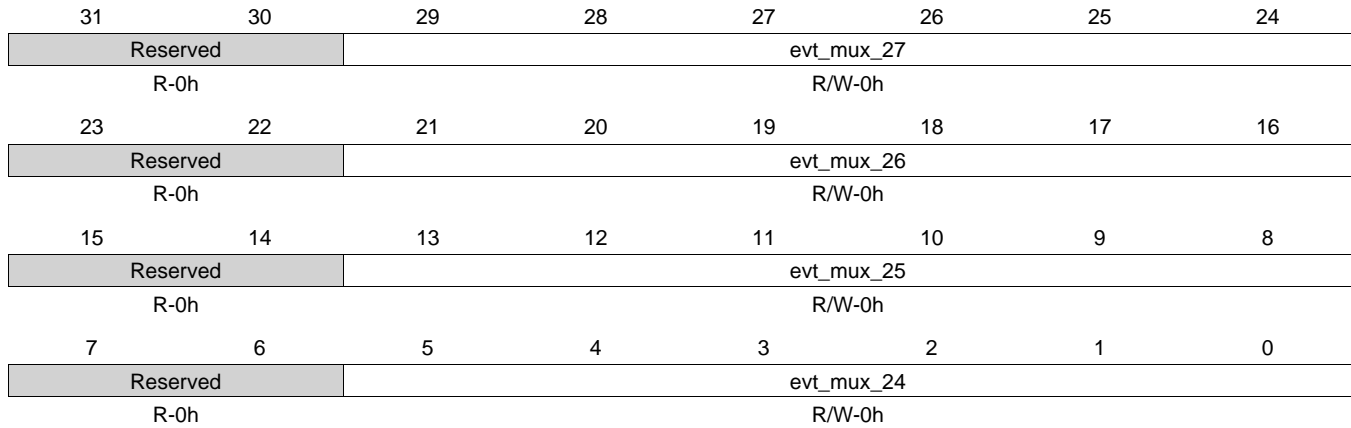 31 30 29 28 27 26 25 24
Reserved evt_mux_27
R-0h R/W-0h
23 22 21 20 19 18 17 16
Reserved evt_mux_26
R-0h R/W-0h
15 14 13 12 11 10 9 8
Reserved evt_mux_25
R-0h R/W-0h
7 6 5 4 3 2 1 0
Reserved evt_mux_24
R-0h R/W-0h